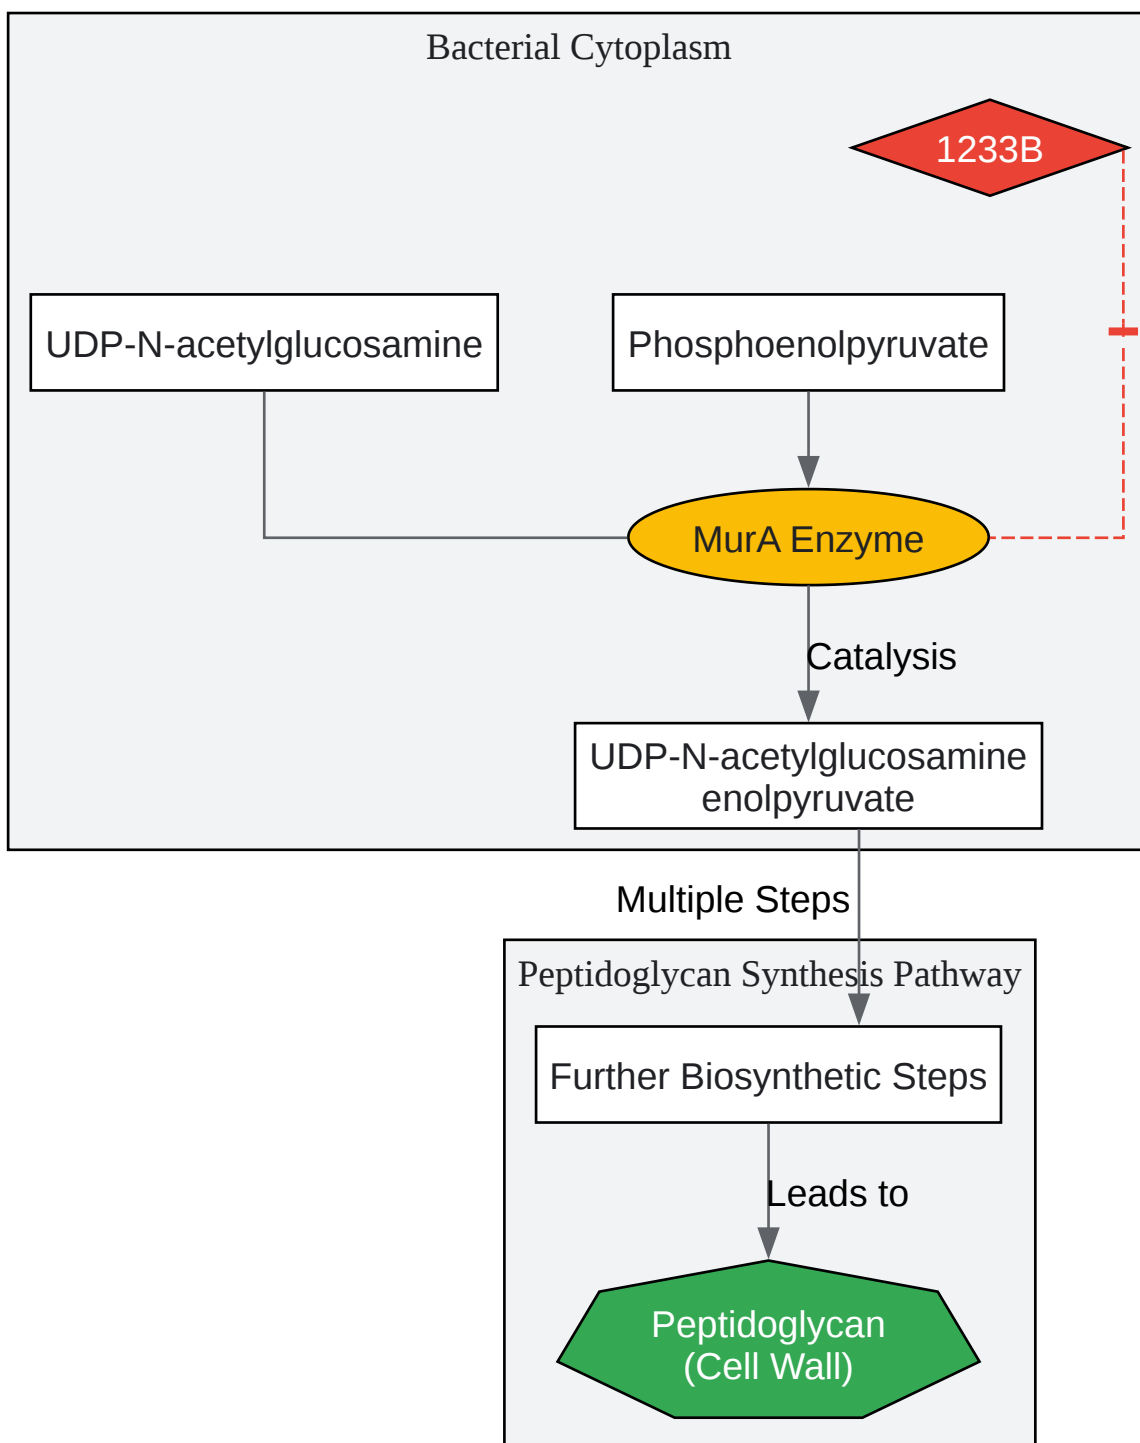 Bacterial Cytoplasm
1233B
UDP-N-acetylglucosamine
Phosphoenolpyruvate
MurA Enzyme
Catalysis
UDP-N-acetylglucosamine
enolpyruvate
Multiple Steps
Peptidoglycan Synthesis Pathway
Further Biosynthetic Steps
Leads to
Peptidoglycan
(Cell Wall)